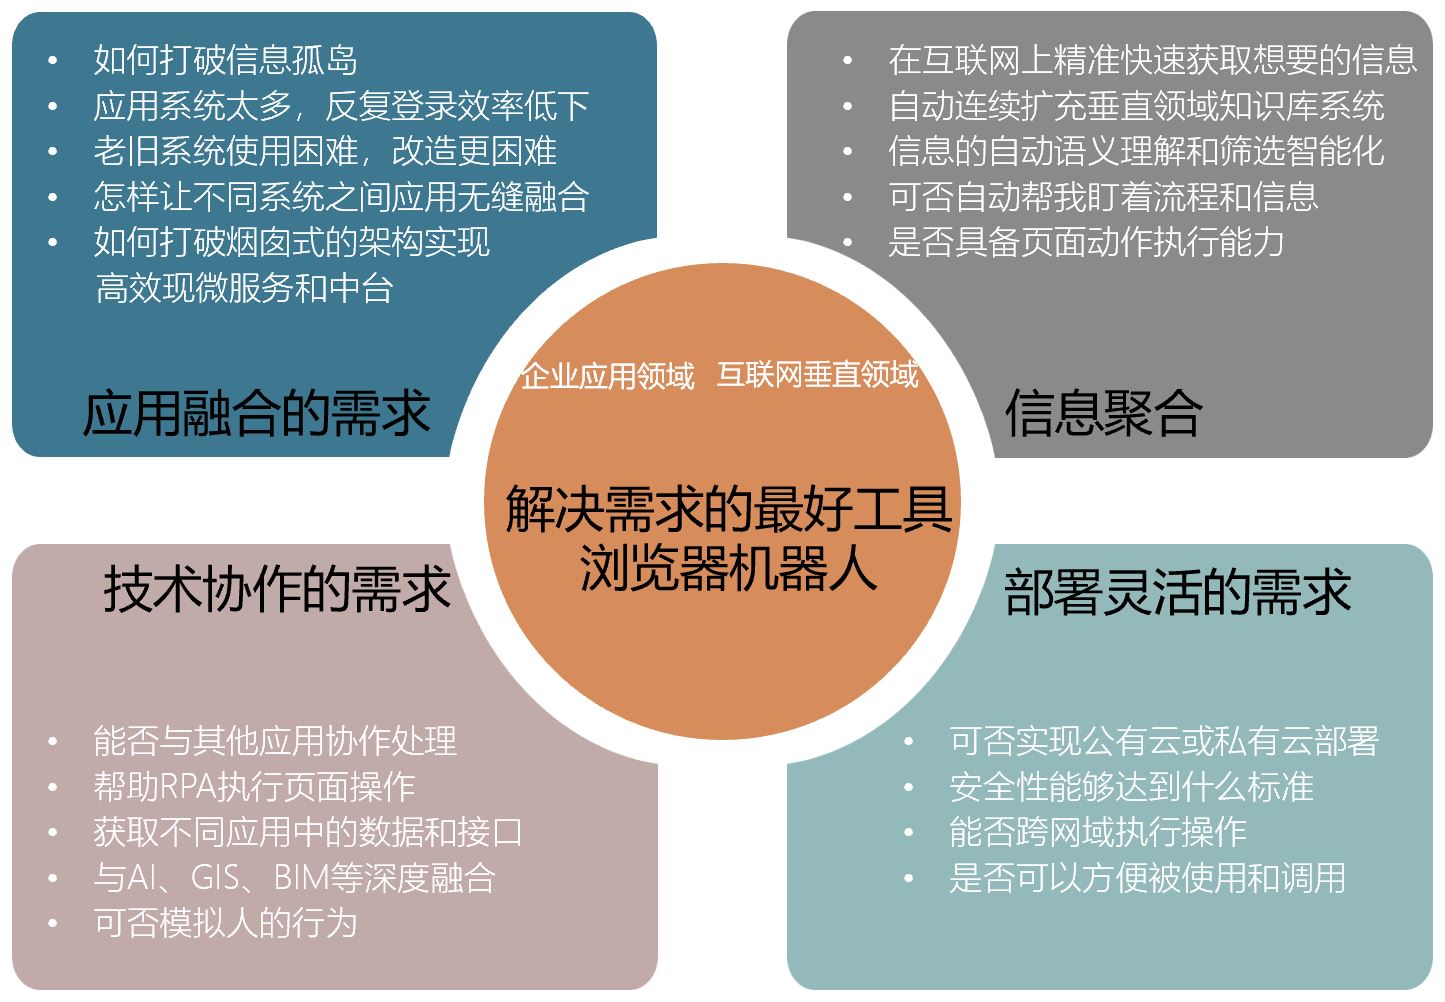 • 如何打破信息孤岛
• 应用系统太多，反复登录效率低下
• 老旧系统使用困难，改造更困难
• 怎样让不同系统之间应用无缝融合
• 如何打破烟囱式的架构实现
高效现微服务和中台
应用融合的需求
• 在互联网上精准快速获取想要的信息
• 自动连续扩充垂直领域知识库系统
• 信息的自动语义理解和筛选智能化
• 可否自动帮我盯着流程和信息
• 是否具备页面动作执行能力
信息聚合
企业应用领域 互联网垂直领域
解决需求的最好工具
浏览器机器人
技术协作的需求
• 能否与其他应用协作处理
• 帮助RPA执行页面操作
• 获取不同应用中的数据和接口
• 与AI、GIS、BIM等深度融合
• 可否模拟人的行为
部署灵活的需求
• 可否实现公有云或私有云部署
• 安全性能够达到什么标准
• 能否跨网域执行操作
• 是否可以方便被使用和调用